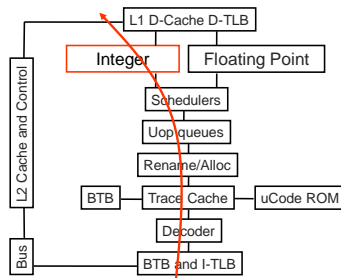 L1 D-Cache D-TLB
Integer
Floating Point
L2 Cache and Control
Schedulers
Uop queues
Rename/Alloc
BTB
Trace Cache
uCode ROM
Decoder
Bus
BTB and I-TLB